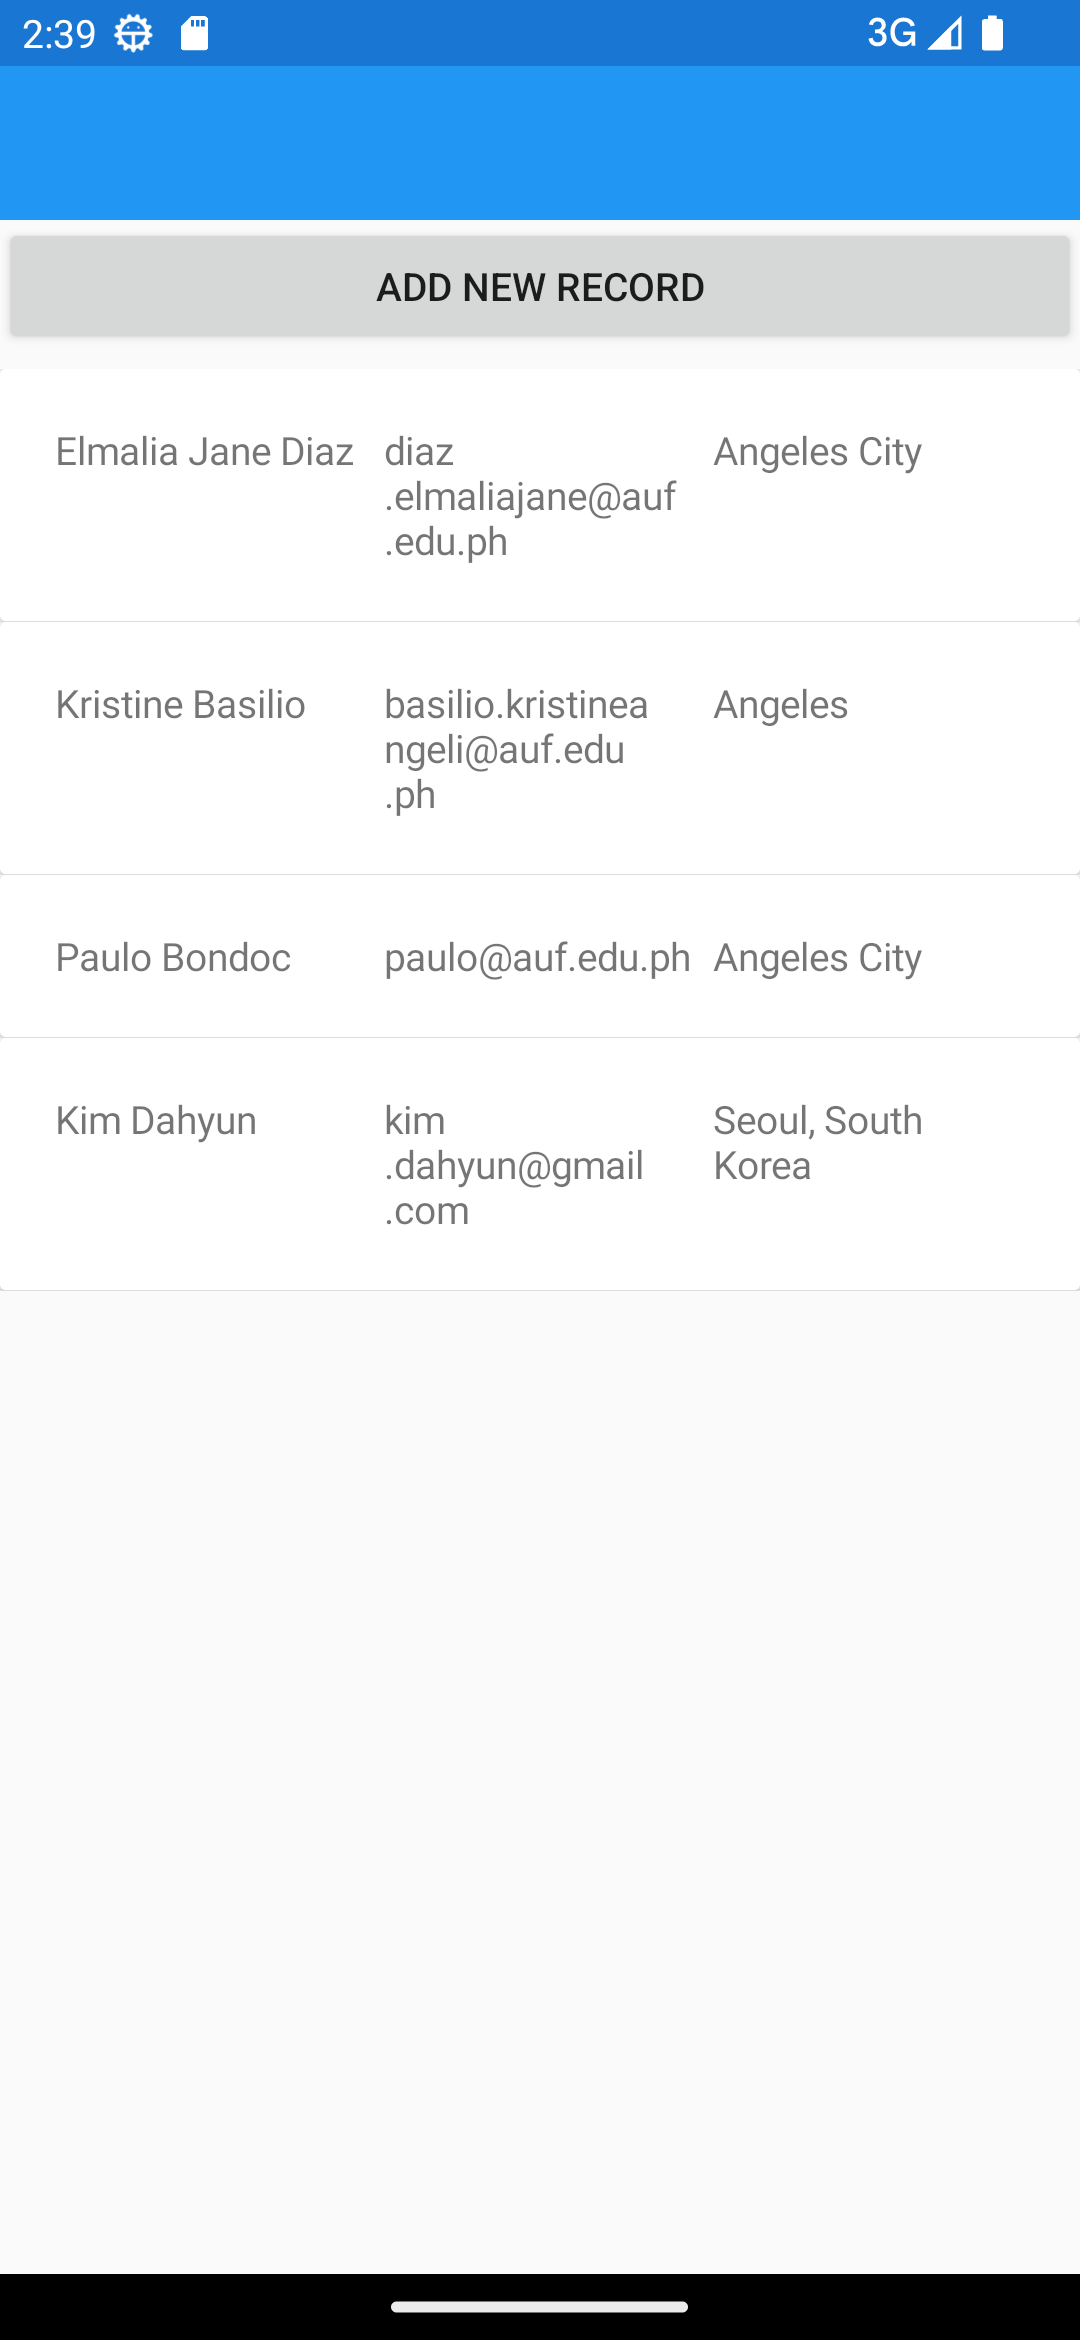 2:39 3G
ADD NEW RECORD
Elmalia Jane Diaz
diaz
.elmaliajane@auf
.edu.ph
Angeles City
Kristine Basilio
basilio.kristinea
ngeli@auf.edu
.ph
Angeles
Paulo Bondoc
paulo@auf.edu.ph
Angeles City
Kim Dahyun
kim
.dahyun@gmail
.com
Seoul, South
Korea